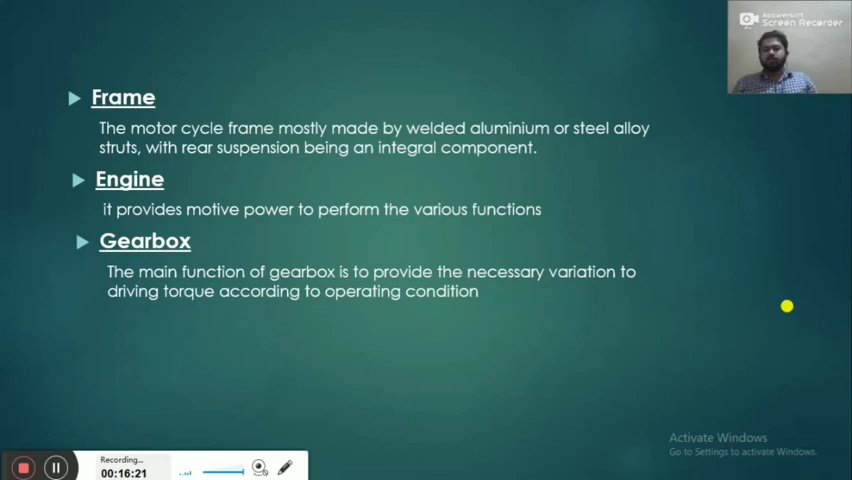 Apowersoft
Screen Recorder
Frame
The motor cycle frame mostly made by welded aluminium or steel alloy
struts, with rear suspension being an integral component.
Engine
it provides motive power to perform the various functions
Gearbox
The main function of gearbox is to provide the necessary variation to
driving torque according to operating condition
Activate Windows
Go to Settings to activate Windows.
Recording...
00:16:21